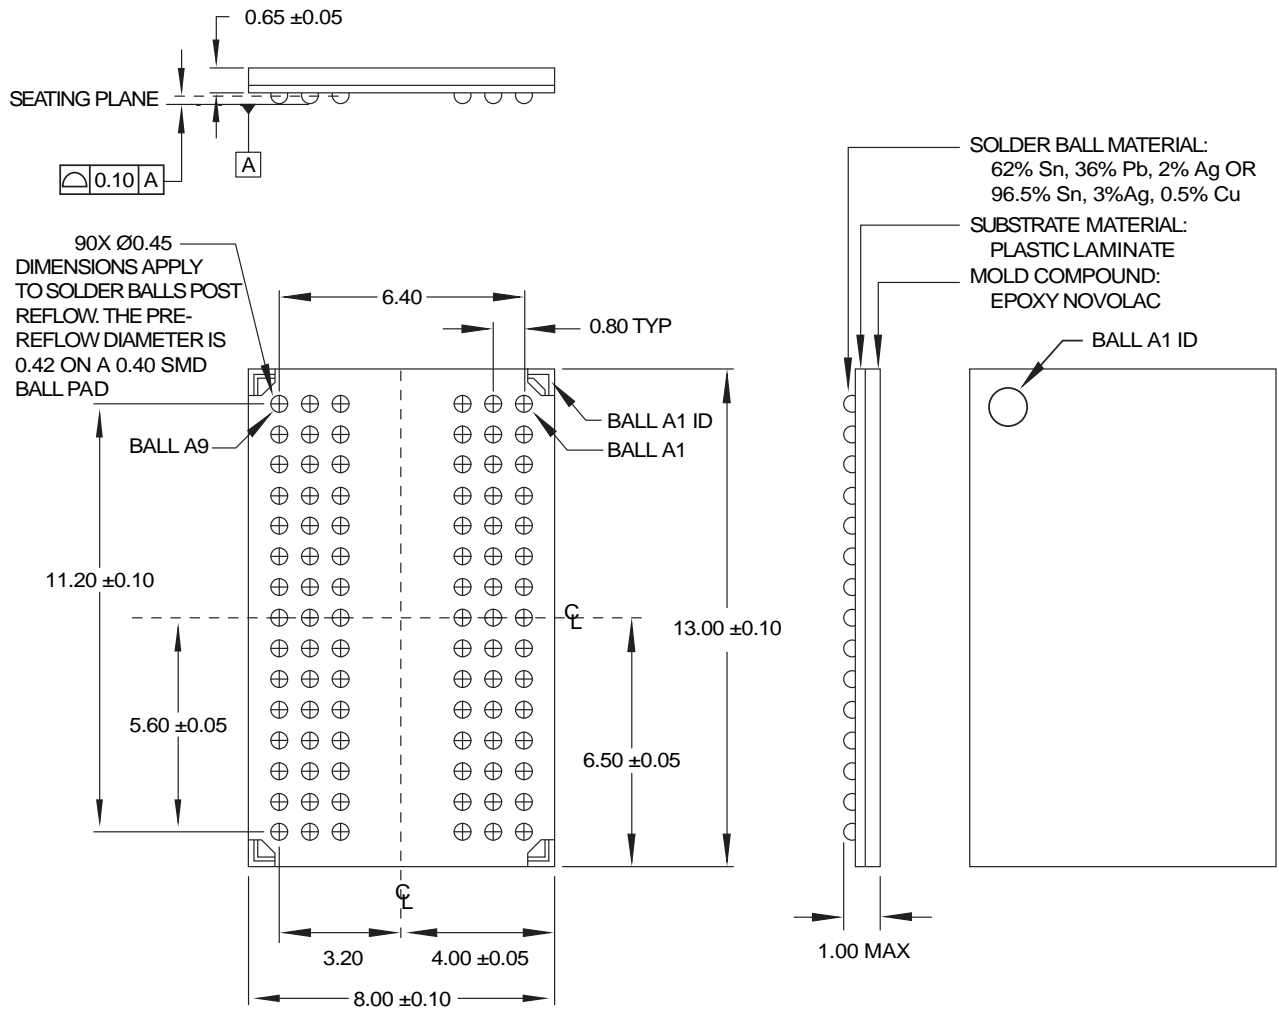 0.65 ±0.05
SEATING PLANE
A
0.10 A
SOLDER BALL MATERIAL:
62% Sn, 36% Pb, 2% Ag OR
96.5% Sn, 3%Ag, 0.5% Cu
SUBSTRATE MATERIAL:
PLASTIC LAMINATE
MOLD COMPOUND:
EPOXY NOVOLAC
90X Ø0.45
DIMENSIONS APPLY
TO SOLDER BALLS POST
REFLOW. THE PRE-
REFLOW DIAMETER IS
0.42 ON A 0.40 SMD
BALL PAD
6.40
0.80 TYP
BALL A1 ID
BALL A1 ID
BALL A9
BALL A1
11.20 ±0.10
CL
13.00 ±0.10
5.60 ±0.05
6.50 ±0.05
CL
3.20
4.00 ±0.05
8.00 ±0.10
1.00 MAX